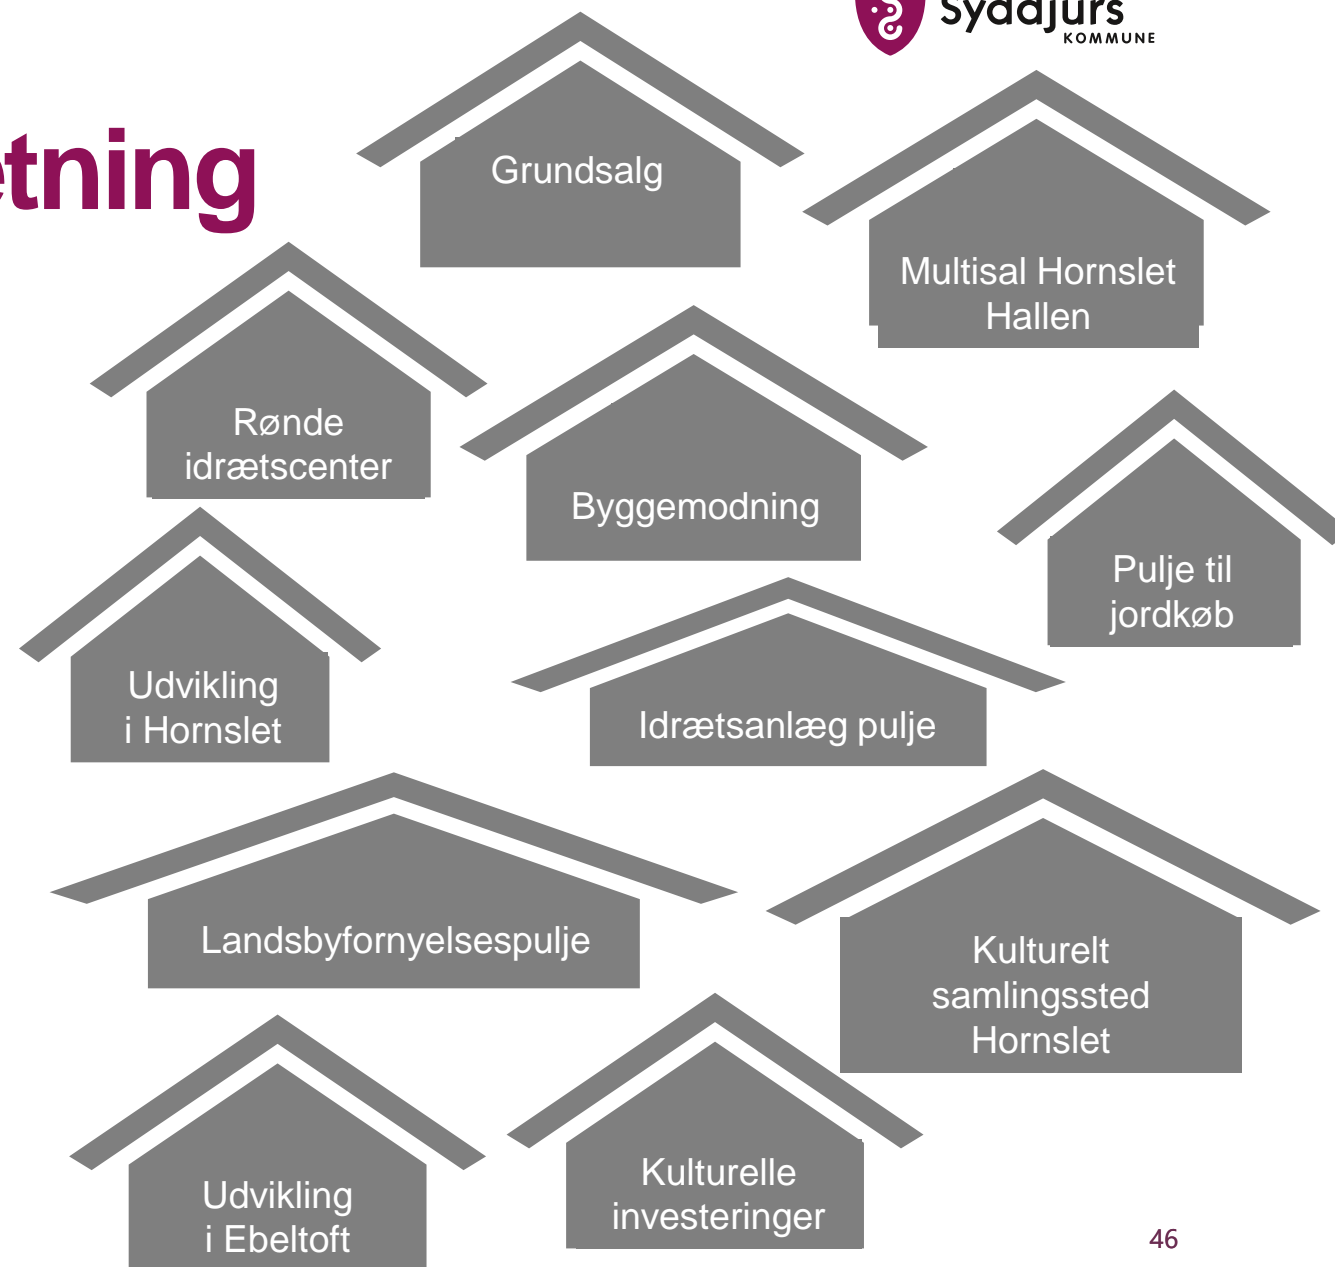 Syddjurs
KOMMUNE
etning
Grundsalg
Multisal Hornslet
Hallen
Rønde
idrætscenter
Byggemodning
Pulje til
jordkøb
Udvikling
i Hornslet
Idrætsanlæg pulje
Landsbyfornyelsespulje
Kulturelt
samlingssted
Hornslet
Udvikling
i Ebeltoft
Kulturelle
investeringer
46